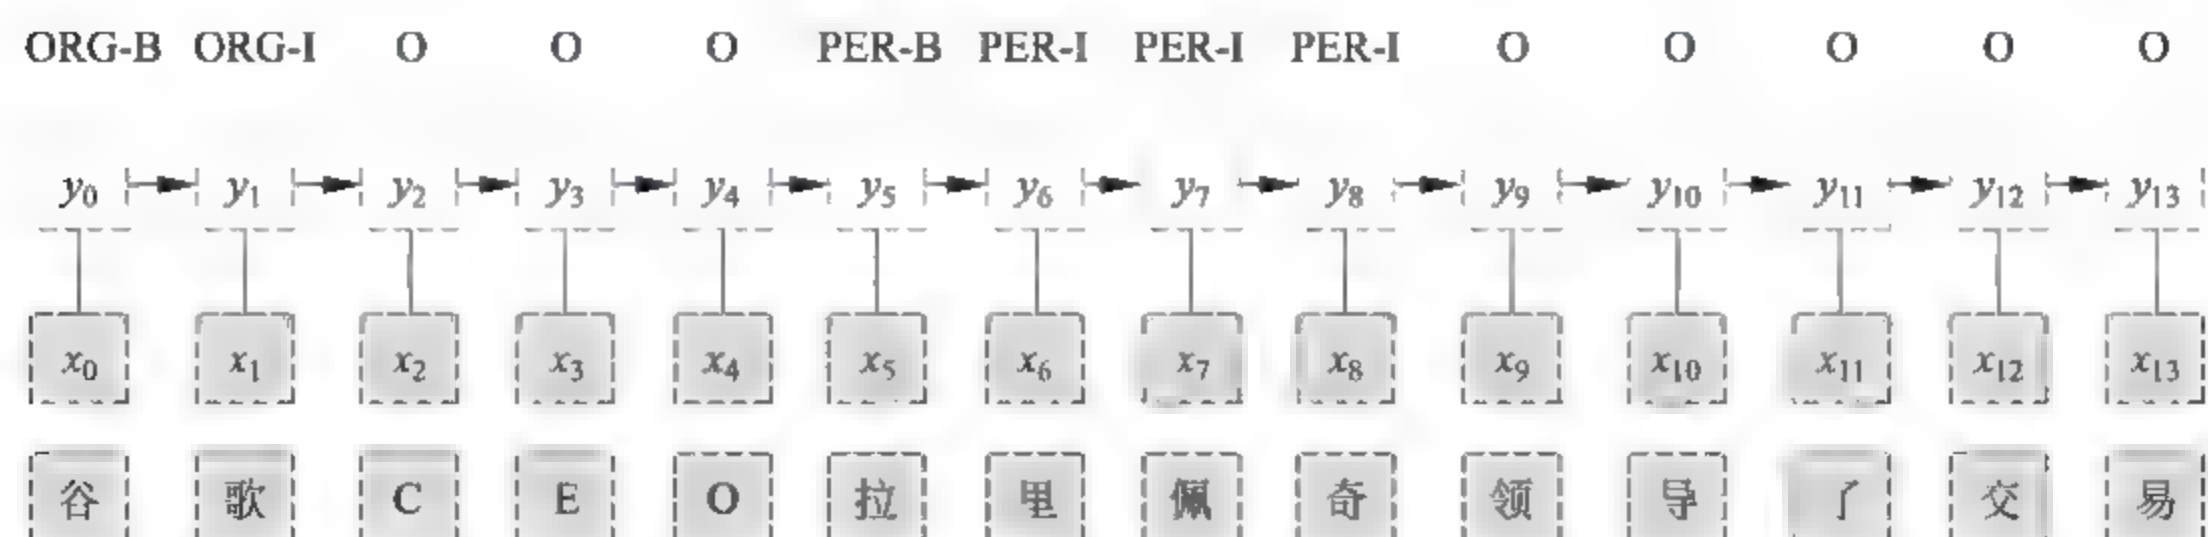 ORG-B ORG-I O O O PER-B PER-I PER-I PER-I O O O O O
y₀ y₁ y₂ y₃ y₄ y₅ y₆ y₇ y₈ y₉ y₁₀ y₁₁ y₁₂ y₁₃
x₀ x₁ x₂ x₃ x₄ x₅ x₆ x₇ x₈ x₉ x₁₀ x₁₁ x₁₂ x₁₃
谷 歌 C E O 拉 里 佩 奇 领 导 了 交 易